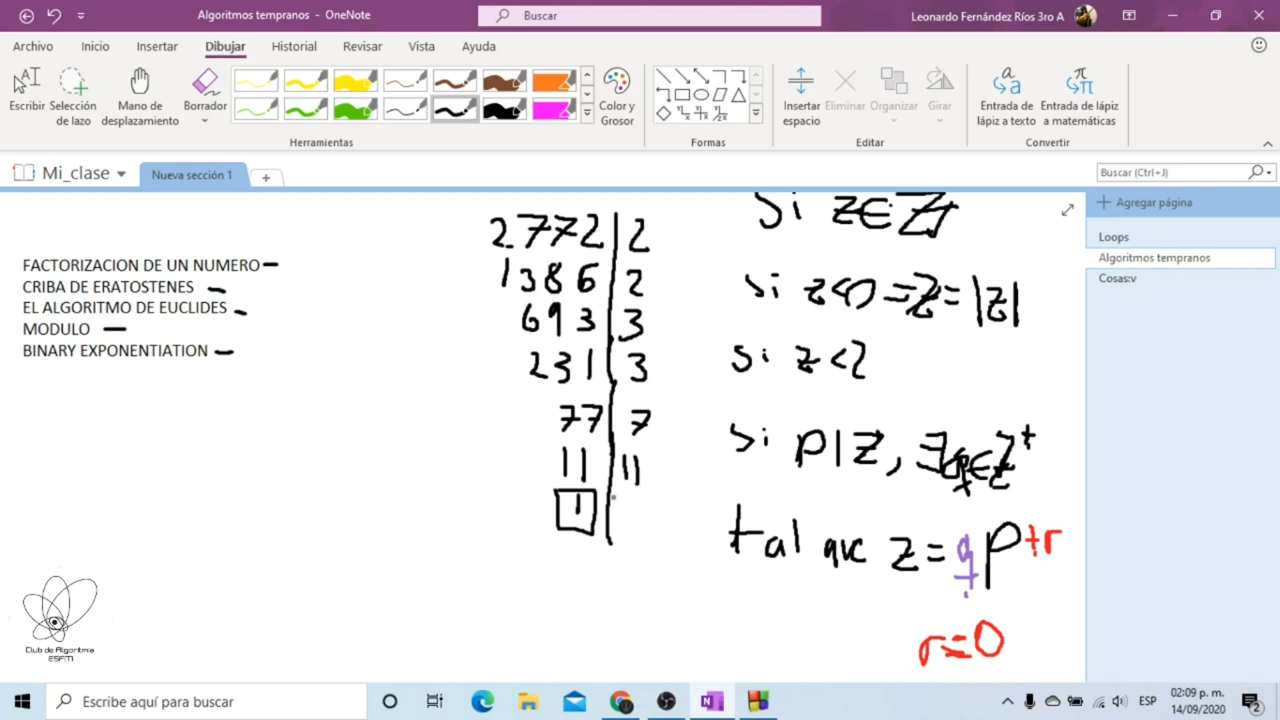 Algoritmos tempranos - OneNote
Buscar
Leonardo Fernández Ríos 3ro A
Archivo Inicio Insertar Dibujar Historial Revisar Vista Ayuda
Escribir
Selección de lazo
Mano de desplazamiento
Borrador
Color y Grosor
Insertar espacio
Eliminar
Organizar
Girar
Entrada de lápiz a texto
Entrada de lápiz a matemáticas
Herramientas
Formas
Editar
Convertir
Mi_clase
Nueva sección 1
Buscar (Ctrl+J)
Agregar página
Loops
Algoritmos tempranos
Cosas:v
FACTORIZACION DE UN NUMERO
CRIBA DE ERATOSTENES
EL ALGORITMO DE EUCLIDES
MODULO
BINARY EXPONENTIATION
2772 | 2
1386 | 2
693 | 3
231 | 3
77 | 7
11 | 11
1
Si z∈Z
si z<0 => z = |z|
si z<2
si p|z, ∃q∈Z+
tal que z = q p + r
r=0
Club de Algoritmia
ESFM
Escribe aquí para buscar
ESP
02:09 p. m.
14/09/2020
2